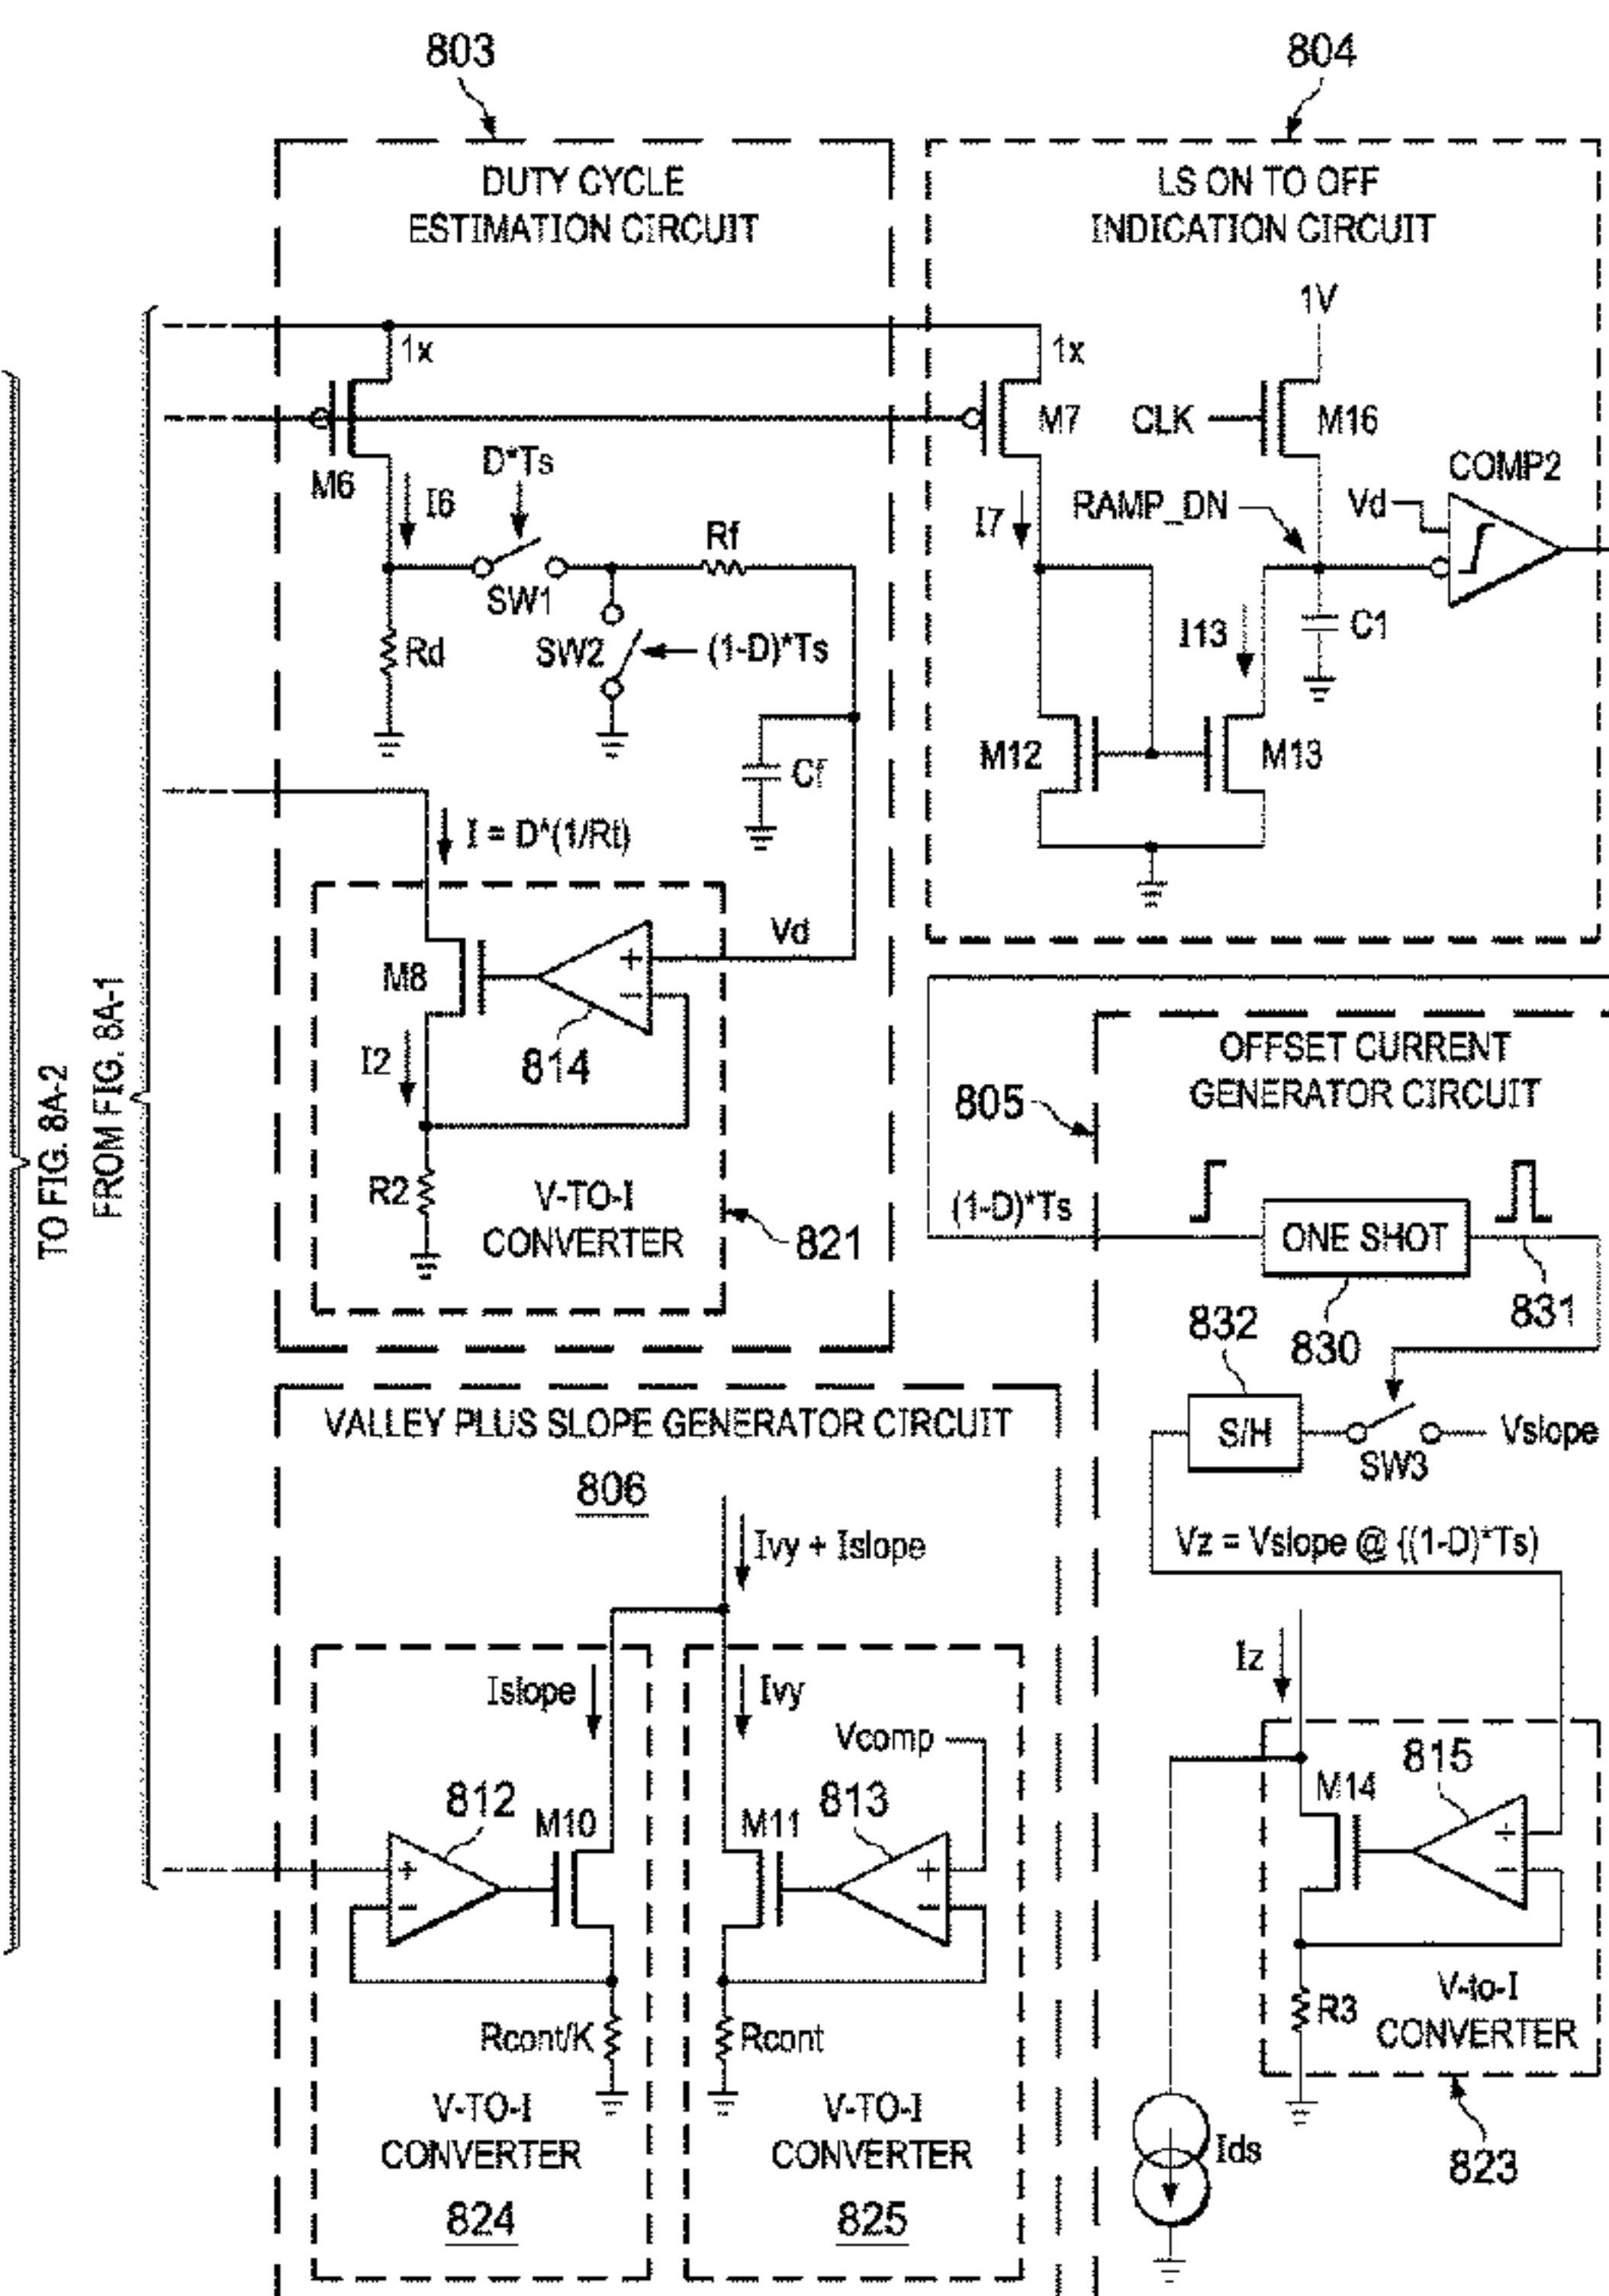 803
804
DUTY CYCLE
ESTIMATION CIRCUIT
LS ON TO OFF
INDICATION CIRCUIT
1V
1x
1x
M7
CLK
M16
M6
I6
D*Ts
COMP2
Vd
RAMP_DN
I7
Rf
SW1
Rd
SW2
(1-D)*Ts
I13
C1
M12
M13
Cf
I = D*(1/Rt)
Vd
M8
814
I2
R2
V-TO-I
CONVERTER
821
TO FIG. 8A-2
FROM FIG. 8A-1
OFFSET CURRENT
GENERATOR CIRCUIT
805
(1-D)*Ts
ONE SHOT
831
830
832
S/H
SW3
Vslope
Vz = Vslope @ ((1-D)*Ts)
VALLEY PLUS SLOPE GENERATOR CIRCUIT
806
Ivy + Islope
Islope
Ivy
Vcomp
812
M10
M11
813
+
−
+
−
Rcont/K
Rcont
V-TO-I
CONVERTER
824
V-TO-I
CONVERTER
825
Iz
815
M14
+
−
R3
V-to-I
CONVERTER
823
Ids